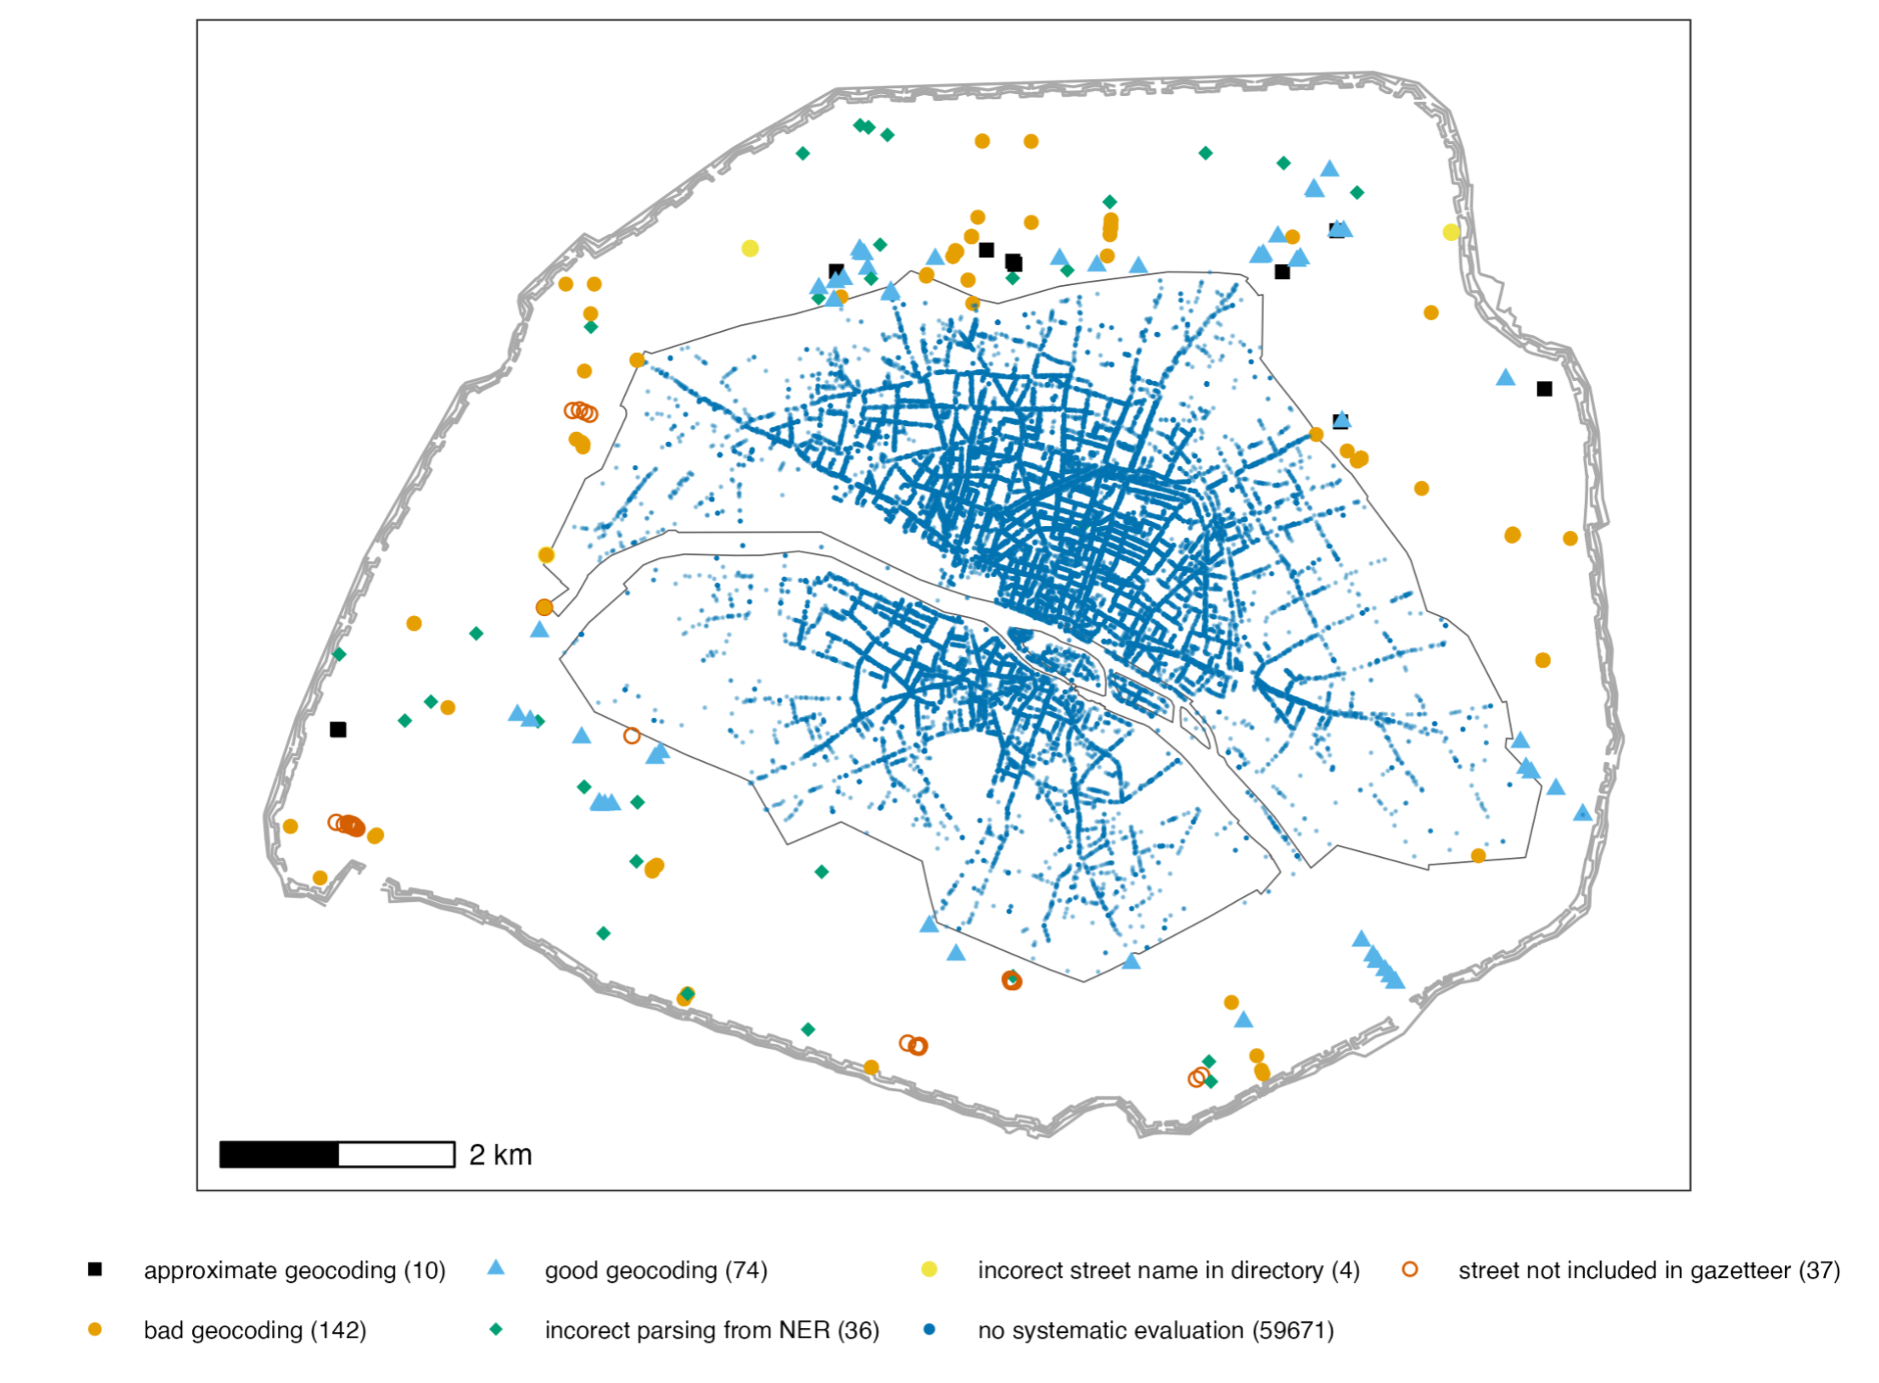 2 km
approximate geocoding (10)
good geocoding (74)
incorect street name in directory (4)
street not included in gazetteer (37)
bad geocoding (142)
incorect parsing from NER (36)
no systematic evaluation (59671)